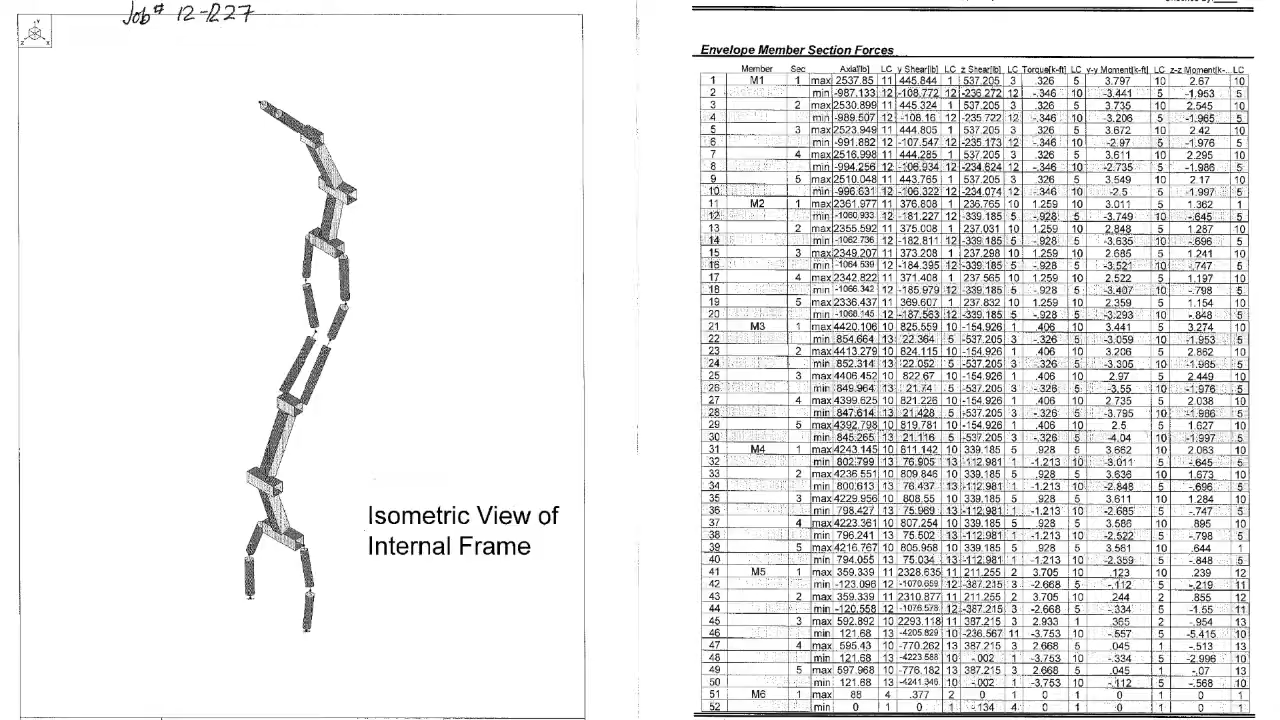 Job# 12-1227
Isometric View of
Internal Frame
Envelope Member Section Forces
Member Sec Axial[lb] LC y Shear[lb] LC z Shear[lb] LC Torque[k-ft] LC y-y Moment[k-ft] LC z-z Moment[k-... LC
1 M1 1 max 2537.85 11 445.844 1 537.205 3 .326 5 3.797 10 2.67 10
2 min -987.133 12 -108.772 12 -236.272 12 -.346 10 -3.441 5 -1.953 5
3 2 max 2530.899 11 445.324 1 537.205 3 .326 5 3.735 10 2.545 10
4 min -989.507 12 -108.16 12 -235.722 12 -.346 10 -3.206 5 -1.965 5
5 3 max 2523.949 11 444.805 1 537.205 3 .326 5 3.672 10 2.42 10
6 min -991.882 12 -107.547 12 -235.173 12 -.346 10 -2.97 5 -1.976 5
7 4 max 2516.998 11 444.285 1 537.205 3 .326 5 3.611 10 2.295 10
8 min -994.256 12 -106.934 12 -234.624 12 -.346 10 -2.735 5 -1.986 5
9 5 max 2510.048 11 443.765 1 537.205 3 .326 5 3.549 10 2.17 10
10 min -996.631 12 -106.322 12 -234.074 12 -.346 10 -2.5 5 -1.997 5
11 M2 1 max 2361.977 11 376.808 1 236.765 10 1.259 10 3.011 5 1.362 1
12 min -1060.933 12 -181.227 12 -339.185 5 -.928 5 -3.749 10 -.645 5
13 2 max 2355.592 11 375.008 1 237.031 10 1.259 10 2.848 5 1.287 10
14 min -1062.736 12 -182.811 12 -339.185 5 -.928 5 -3.635 10 -.696 5
15 3 max 2349.207 11 373.208 1 237.298 10 1.259 10 2.685 5 1.241 10
16 min -1064.539 12 -184.395 12 -339.185 5 -.928 5 -3.521 10 -.747 5
17 4 max 2342.822 11 371.408 1 237.565 10 1.259 10 2.522 5 1.197 10
18 min -1066.342 12 -185.979 12 -339.185 5 -.928 5 -3.407 10 -.798 5
19 5 max 2336.437 11 369.607 1 237.832 10 1.259 10 2.359 5 1.154 10
20 min -1068.145 12 -187.563 12 -339.185 5 -.928 5 -3.293 10 -.848 5
21 M3 1 max 4420.106 10 825.559 10 -154.926 1 .406 10 3.441 5 3.274 10
22 min 854.664 13 22.364 5 -537.205 3 -.326 5 -3.059 10 -1.953 5
23 2 max 4413.279 10 824.115 10 -154.926 1 .406 10 3.206 5 2.862 10
24 min 852.314 13 22.052 5 -537.205 3 -.326 5 -3.305 10 -1.965 5
25 3 max 4406.452 10 822.67 10 -154.926 1 .406 10 2.97 5 2.449 10
26 min 849.964 13 21.74 5 -537.205 3 -.326 5 -3.55 10 -1.976 5
27 4 max 4399.625 10 821.226 10 -154.926 1 .406 10 2.735 5 2.038 10
28 min 847.614 13 21.428 5 -537.205 3 -.326 5 -3.795 10 -1.986 5
29 5 max 4392.798 10 819.781 10 -154.926 1 .406 10 2.5 5 1.627 10
30 min 845.265 13 21.116 5 -537.205 3 -.326 5 -4.04 10 -1.997 5
31 M4 1 max 4243.145 10 811.142 10 339.185 5 .928 5 3.662 10 2.063 10
32 min 802.799 13 76.905 13 -112.981 1 -1.213 10 -3.011 5 -.645 5
33 2 max 4236.551 10 809.846 10 339.185 5 .928 5 3.636 10 1.673 10
34 min 800.613 13 76.437 13 -112.981 1 -1.213 10 -2.848 5 -.696 5
35 3 max 4229.956 10 808.55 10 339.185 5 .928 5 3.611 10 1.284 10
36 min 798.427 13 75.969 13 -112.981 1 -1.213 10 -2.685 5 -.747 5
37 4 max 4223.361 10 807.254 10 339.185 5 .928 5 3.586 10 .895 10
38 min 796.241 13 75.502 13 -112.981 1 -1.213 10 -2.522 5 -.798 5
39 5 max 4216.767 10 805.958 10 339.185 5 .928 5 3.561 10 .644 1
40 min 794.055 13 75.034 13 -112.981 1 -1.213 10 -2.359 5 -.848 5
41 M5 1 max 359.339 11 2328.635 11 211.255 2 3.705 10 .123 10 .239 12
42 min -123.096 12 -1070.659 12 -387.215 3 -2.668 5 -.112 5 -.219 11
43 2 max 359.339 11 2310.877 11 211.255 2 3.705 10 .244 2 .855 12
44 min -120.558 12 -1076.578 12 -387.215 3 -2.668 5 -.334 5 -1.55 11
45 3 max 592.892 10 2293.118 11 387.215 3 2.933 1 .365 2 -.954 13
46 min 121.68 13 -4205.829 10 -236.567 11 -3.753 10 -.557 5 -5.415 10
47 4 max 595.43 10 -770.262 13 387.215 3 2.668 5 .045 1 -.513 13
48 min 121.68 13 -4223.588 10 -.002 1 -3.753 10 -.334 5 -2.996 10
49 5 max 597.968 10 -776.182 13 387.215 3 2.668 5 .045 1 -.07 13
50 min 121.68 13 -4241.346 10 -.002 1 -3.753 10 -.112 5 -.568 10
51 M6 1 max 88 4 .377 2 0 1 0 1 0 1 0 1
52 min 0 1 0 1 -.134 4 0 1 0 1 0 1